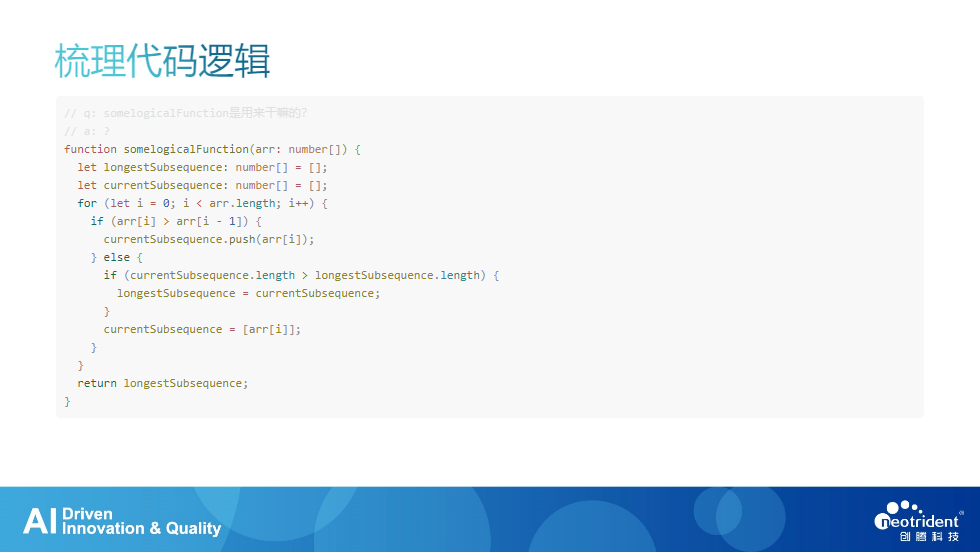 梳理代码逻辑
// q: somelogicalFunction是用来干嘛的?
// a: ?
function somelogicalFunction(arr: number[]) {
  let longestSubsequence: number[] = [];
  let currentSubsequence: number[] = [];
  for (let i = 0; i < arr.length; i++) {
    if (arr[i] > arr[i - 1]) {
      currentSubsequence.push(arr[i]);
    } else {
      if (currentSubsequence.length > longestSubsequence.length) {
        longestSubsequence = currentSubsequence;
      }
      currentSubsequence = [arr[i]];
    }
  }
  return longestSubsequence;
}
AI Driven
Innovation & Quality
neotrident®
创腾科技